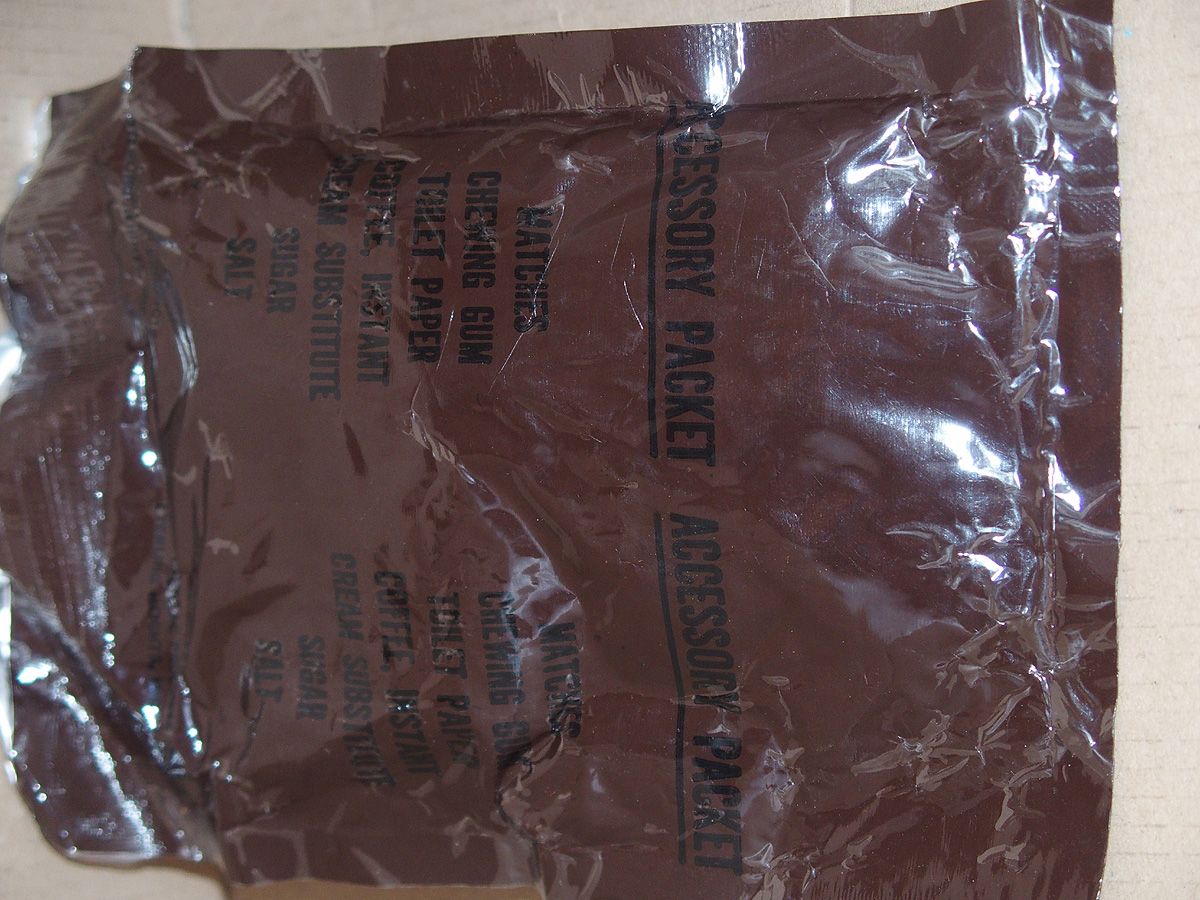 ACCESSORY PACKET
MATCHES
CHEWING GUM
TOILET PAPER
COFFEE, INSTANT
CREAM SUBSTITUTE
SUGAR
SALT
ACCESSORY PACKET
MATCHES
CHEWING GUM
TOILET PAPER
COFFEE, INSTANT
CREAM SUBSTITUTE
SUGAR
SALT